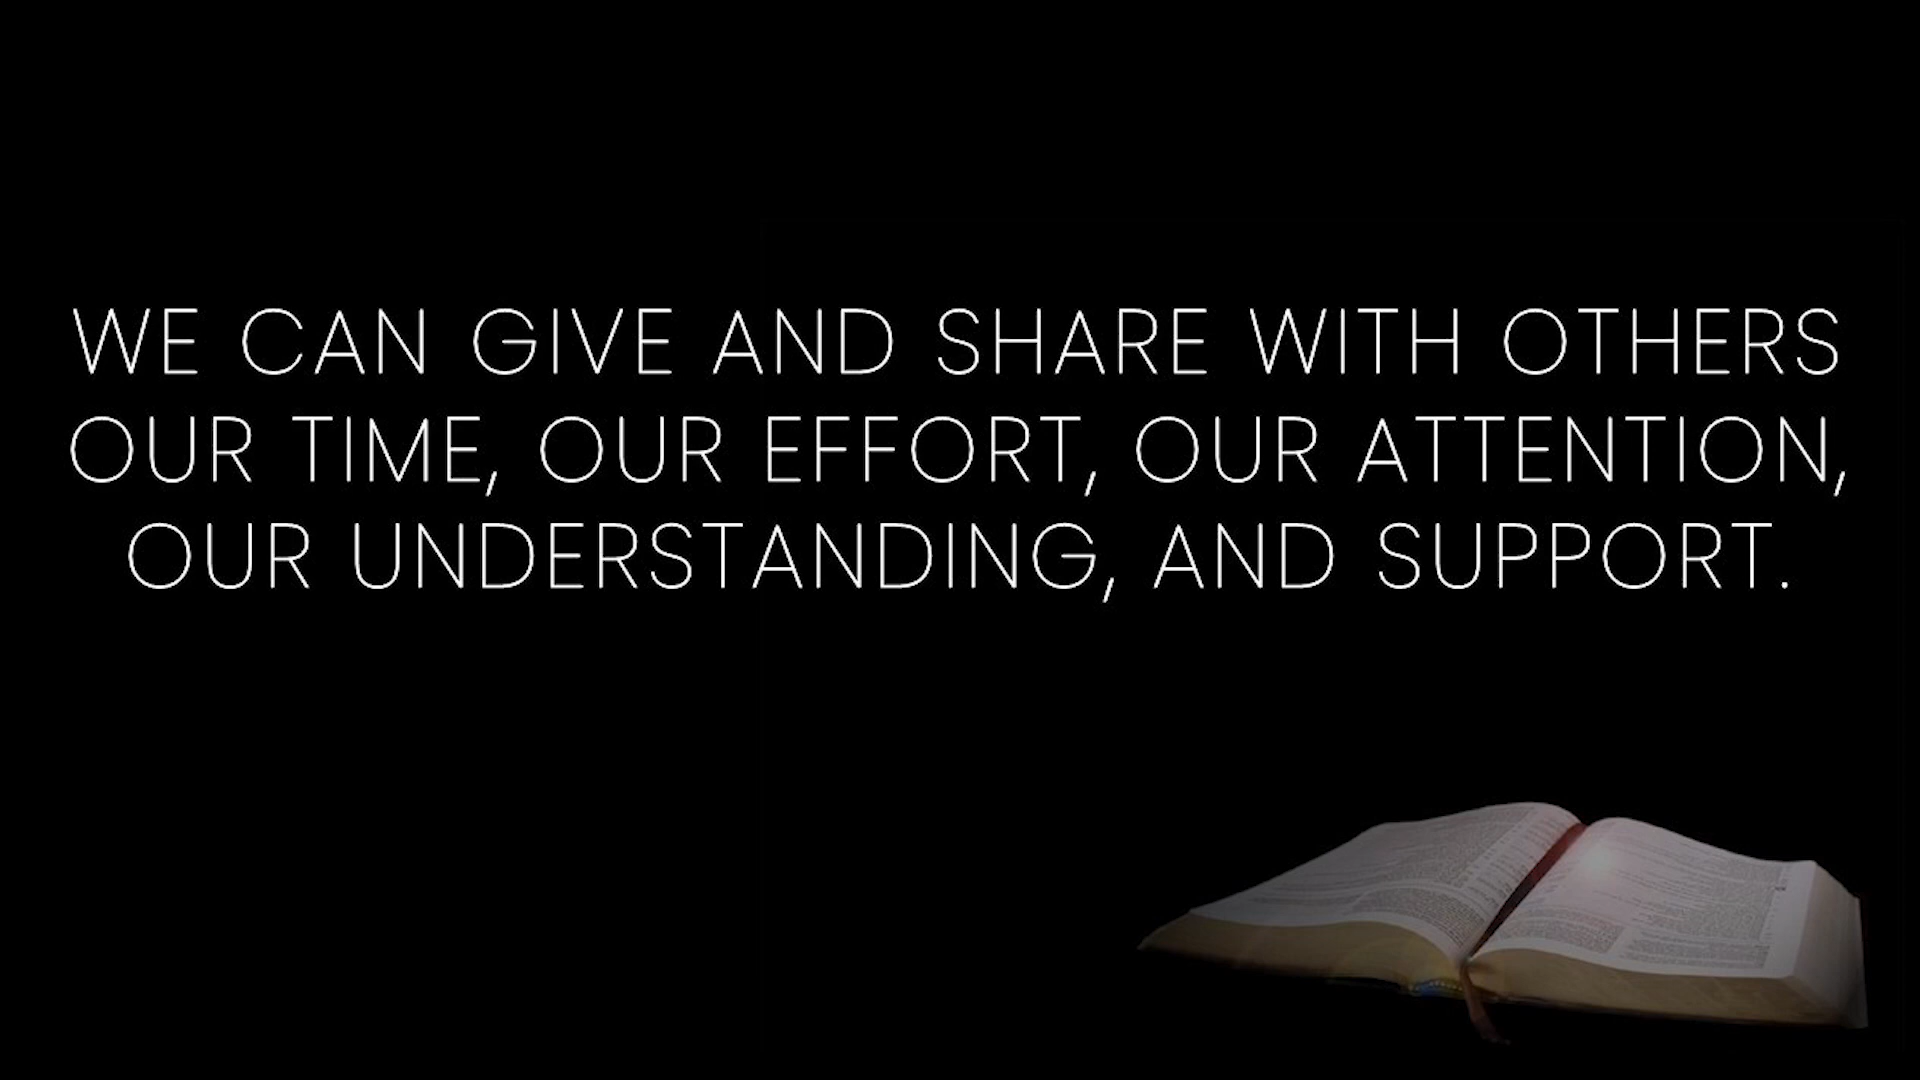 WE CAN GIVE AND SHARE WITH OTHERS
OUR TIME, OUR EFFORT, OUR ATTENTION,
OUR UNDERSTANDING, AND SUPPORT.